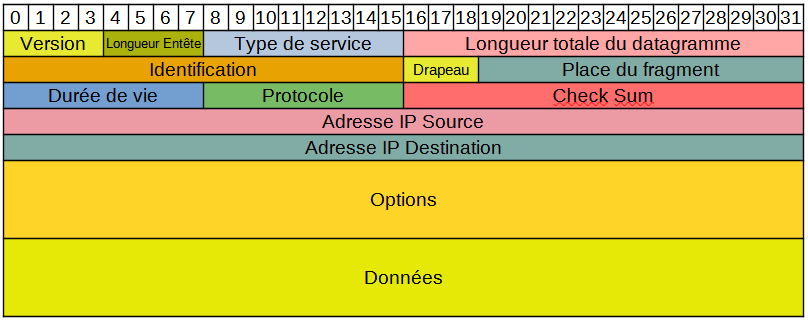 0 1 2 3 4 5 6 7 8 9 10 11 12 13 14 15 16 17 18 19 20 21 22 23 24 25 26 27 28 29 30 31
Version Longueur Entête Type de service Longueur totale du datagramme
Identification Drapeau Place du fragment
Durée de vie Protocole Check Sum
Adresse IP Source
Adresse IP Destination
Options
Données